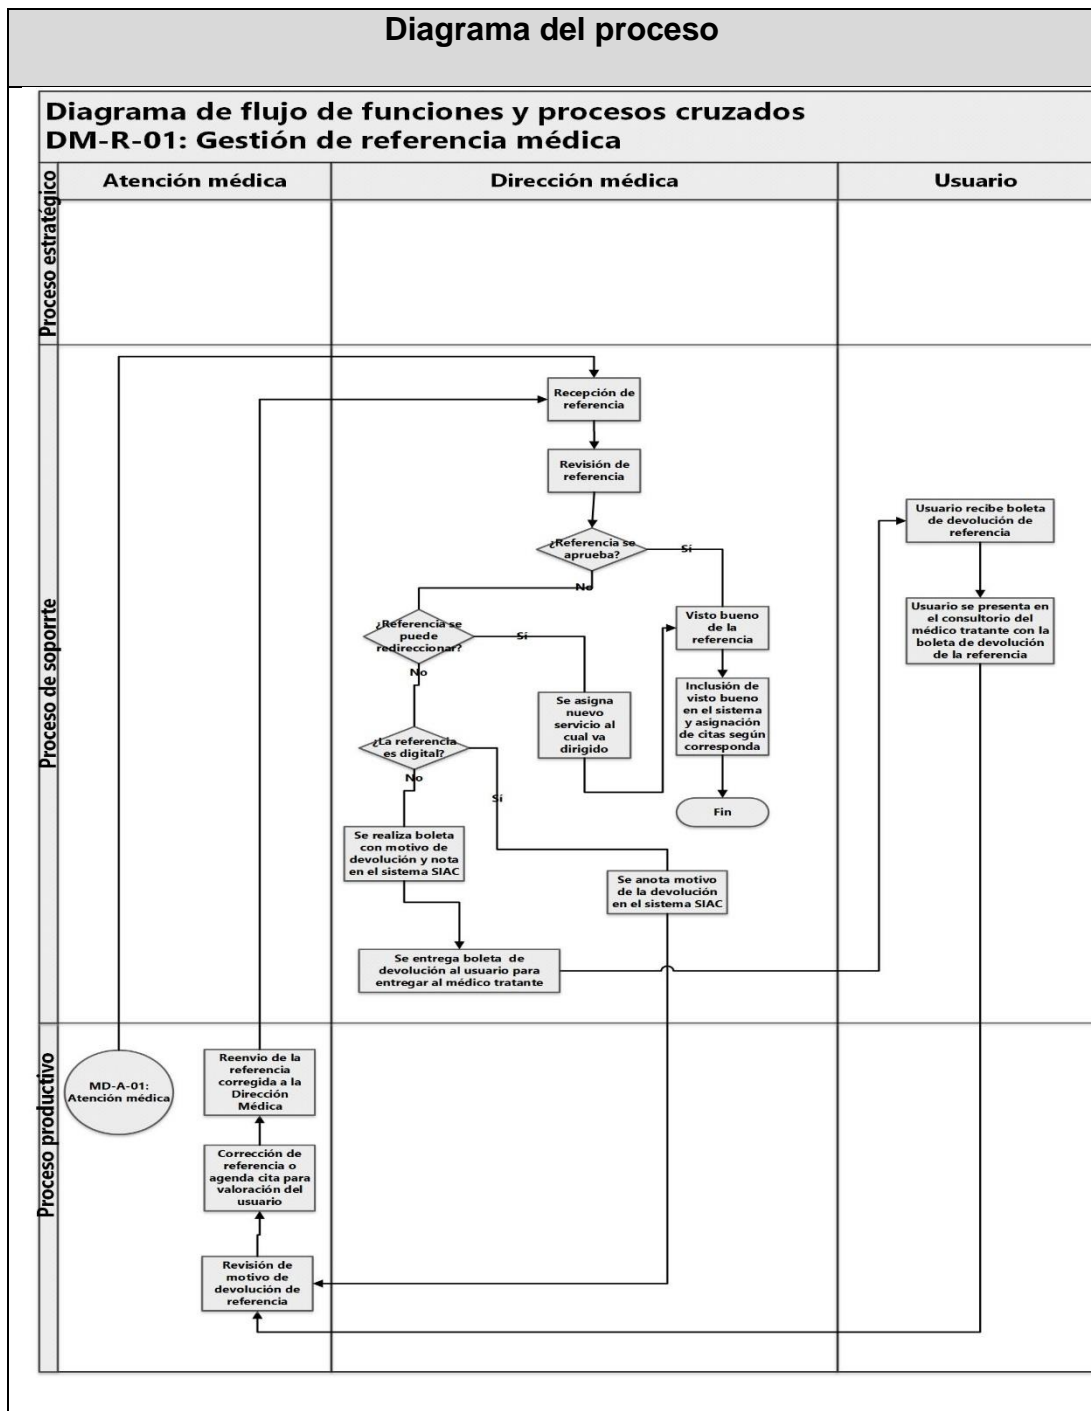 Diagrama del proceso
Diagrama de flujo de funciones y procesos cruzados
DM-R-01: Gestión de referencia médica
Atención médica
Dirección médica
Usuario
Proceso estratégico
Proceso de soporrte
Proceso productivo
Recepción de
referencia
Revisión de
referencia
¿Referencia se
aprueba?
Sí
No
Usuario recibe boleta
de devolución de
referencia
Usuario se presenta en
el consultorio del
médico tratante con la
boleta de devolución
de la referencia
¿Referencia se
puede
redireccionar?
Sí
No
Visto bueno
de la
referencia
Se asigna
nuevo
servicio al
cual va
dirigido
Inclusión de
visto bueno
en el sistema
y asignación
de citas según
corresponda
Fin
¿La referencia
es digital?
No
Sí
Se realiza boleta
con motivo de
devolución y nota
en el sistema SIAC
Se anota motivo
de la devolución
en el sistema SIAC
Se entrega boleta de
devolución al usuario para
entregar al médico tratante
MD-A-01:
Atención médica
Reenvio de la
referencia
corregida a la
Dirección
Médica
Corrección de
referencia o
agenda cita para
valoración del
usuario
Revisión de
motivo de
devolución de
referencia